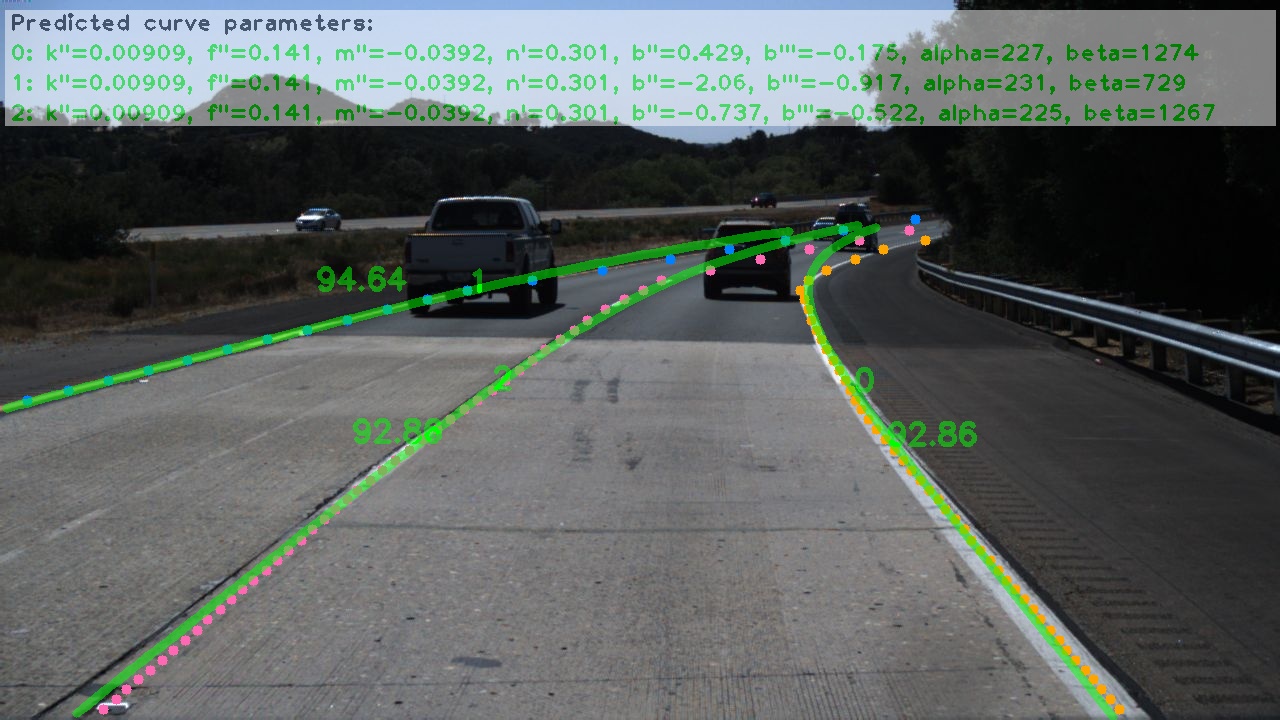 Predicted curve parameters:
0: k''=0.00909, f''=0.141, m''=−0.0392, n'=0.301, b''=0.429, b'''=−0.175, alpha=227, beta=1274
1: k''=0.00909, f''=0.141, m''=−0.0392, n'=0.301, b''=−2.06, b'''=−0.917, alpha=231, beta=729
2: k''=0.00909, f''=0.141, m''=−0.0392, n'=0.301, b''=−0.737, b'''=−0.522, alpha=225, beta=1267
94.64
1
2
0
92.88
92.86